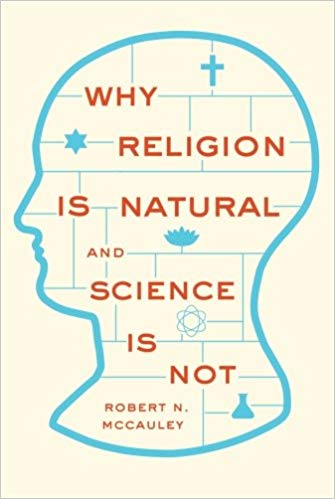 WHY
RELIGION
IS NATURAL
AND
SCIENCE
IS
NOT
ROBERT N.
MCCAULEY